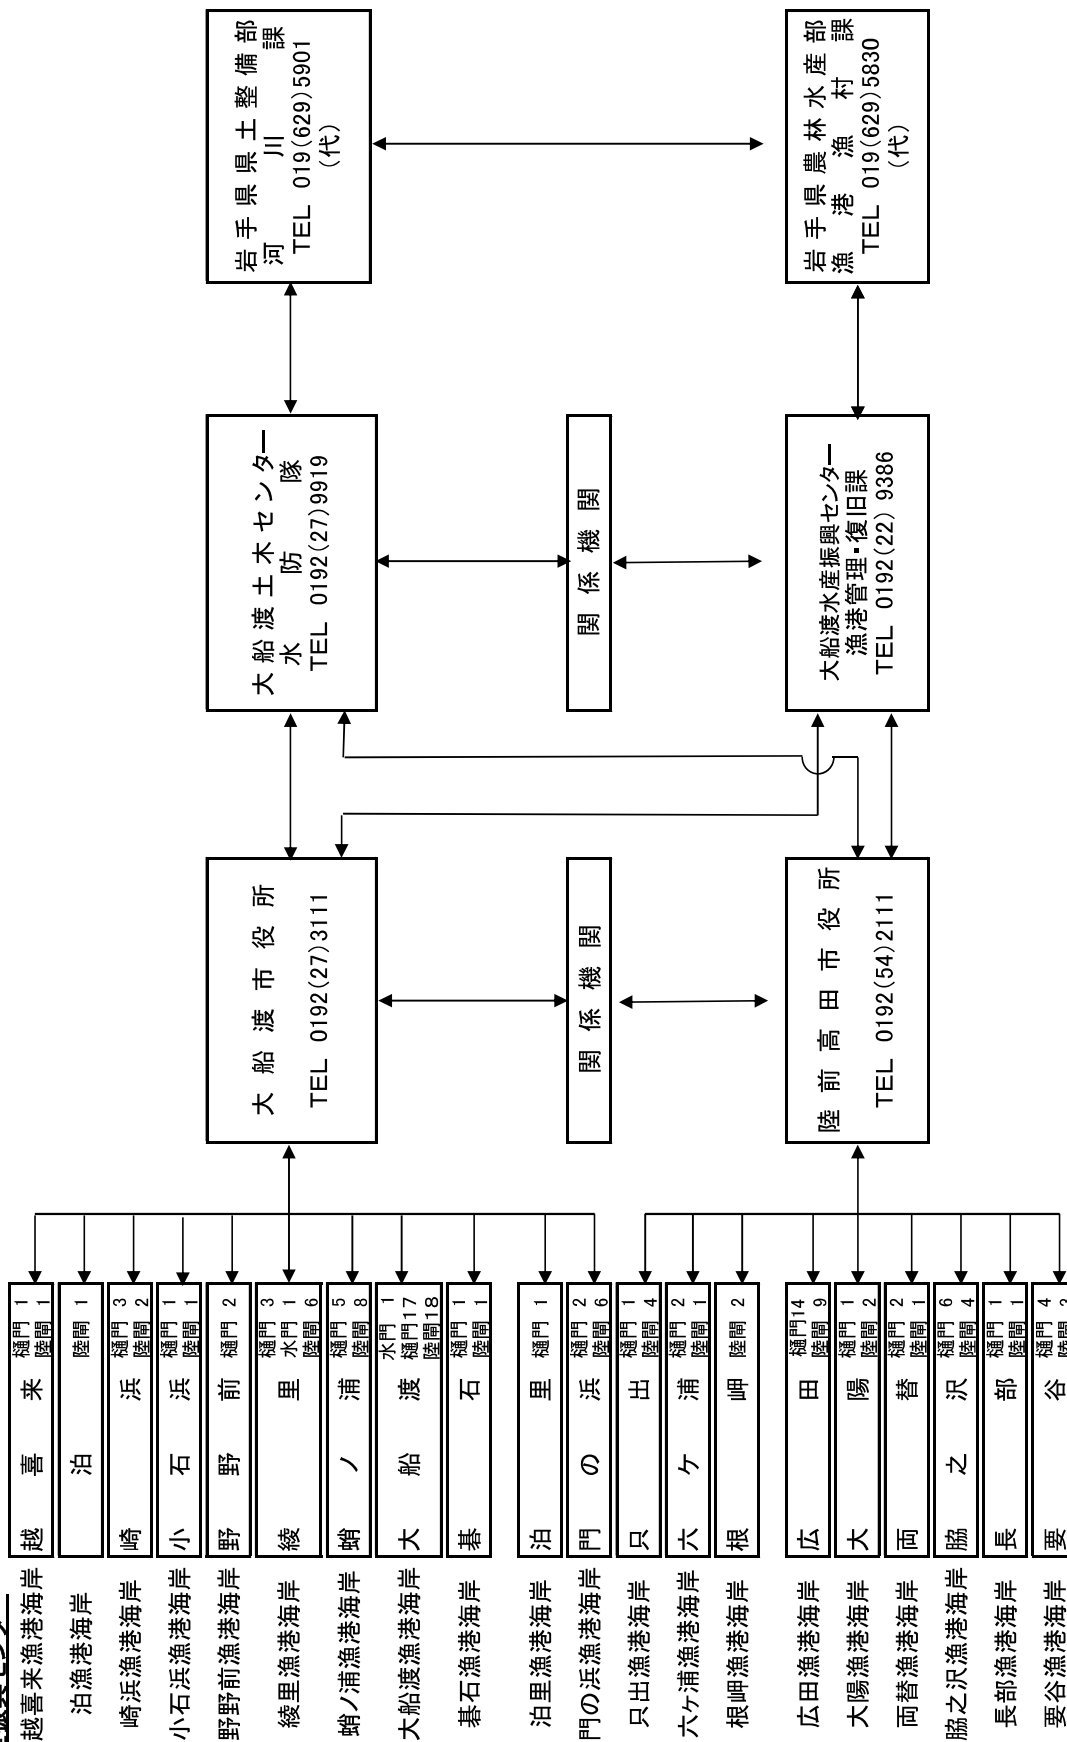 岩手県県土整備部
河川課
TEL 019(629)5901
(代)
岩手県農林水産部
漁港漁村課
TEL 019(629)5830
(代)
大船渡土木センター
水防隊
TEL 0192(27)9919
関係機関
大船渡水産振興センター
漁港管理・復旧課
TEL 0192(22) 9386
大船渡市役所
TEL 0192(27)3111
関係機関
陸前高田市役所
TEL 0192(54)2111
越喜来漁港海岸
越喜来
樋門 1
陸閘 1
泊漁港海岸
泊
陸閘 1
崎浜漁港海岸
崎浜
樋門 3
陸閘 2
小石浜漁港海岸
小石浜
樋門 1
陸閘 1
野野前漁港海岸
野野前
樋門 2
綾里漁港海岸
綾里
樋門 3
水門 1
陸閘 6
蛸ノ浦漁港海岸
蛸ノ浦
樋門 5
陸閘 8
大船渡漁港海岸
大船渡
水門 1
樋門17
陸閘18
碁石漁港海岸
碁石
樋門 1
陸閘 1
泊里漁港海岸
泊里
樋門 1
門の浜漁港海岸
門の浜
樋門 2
陸閘 6
只出漁港海岸
只出
樋門 1
陸閘 4
六ケ浦漁港海岸
六ケ浦
樋門 2
陸閘 1
根岬漁港海岸
根岬
陸閘 2
広田漁港海岸
広田
樋門14
陸閘 9
大陽漁港海岸
大陽
樋門 1
陸閘 2
両替漁港海岸
両替
樋門 2
陸閘 1
脇之沢漁港海岸
脇之沢
樋門 6
陸閘 4
長部漁港海岸
長部
樋門 1
陸閘 1
要谷漁港海岸
要谷
樋門 4
陸閘 3